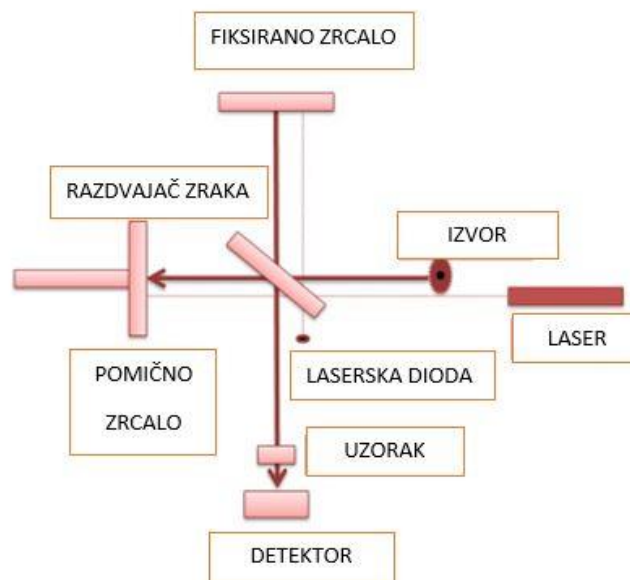 FIKSIRANO ZRCALO
RAZDVAJAČ ZRAKA
IZVOR
LASER
POMIČNO
ZRCALO
LASERSKA DIODA
UZORAK
DETEKTOR